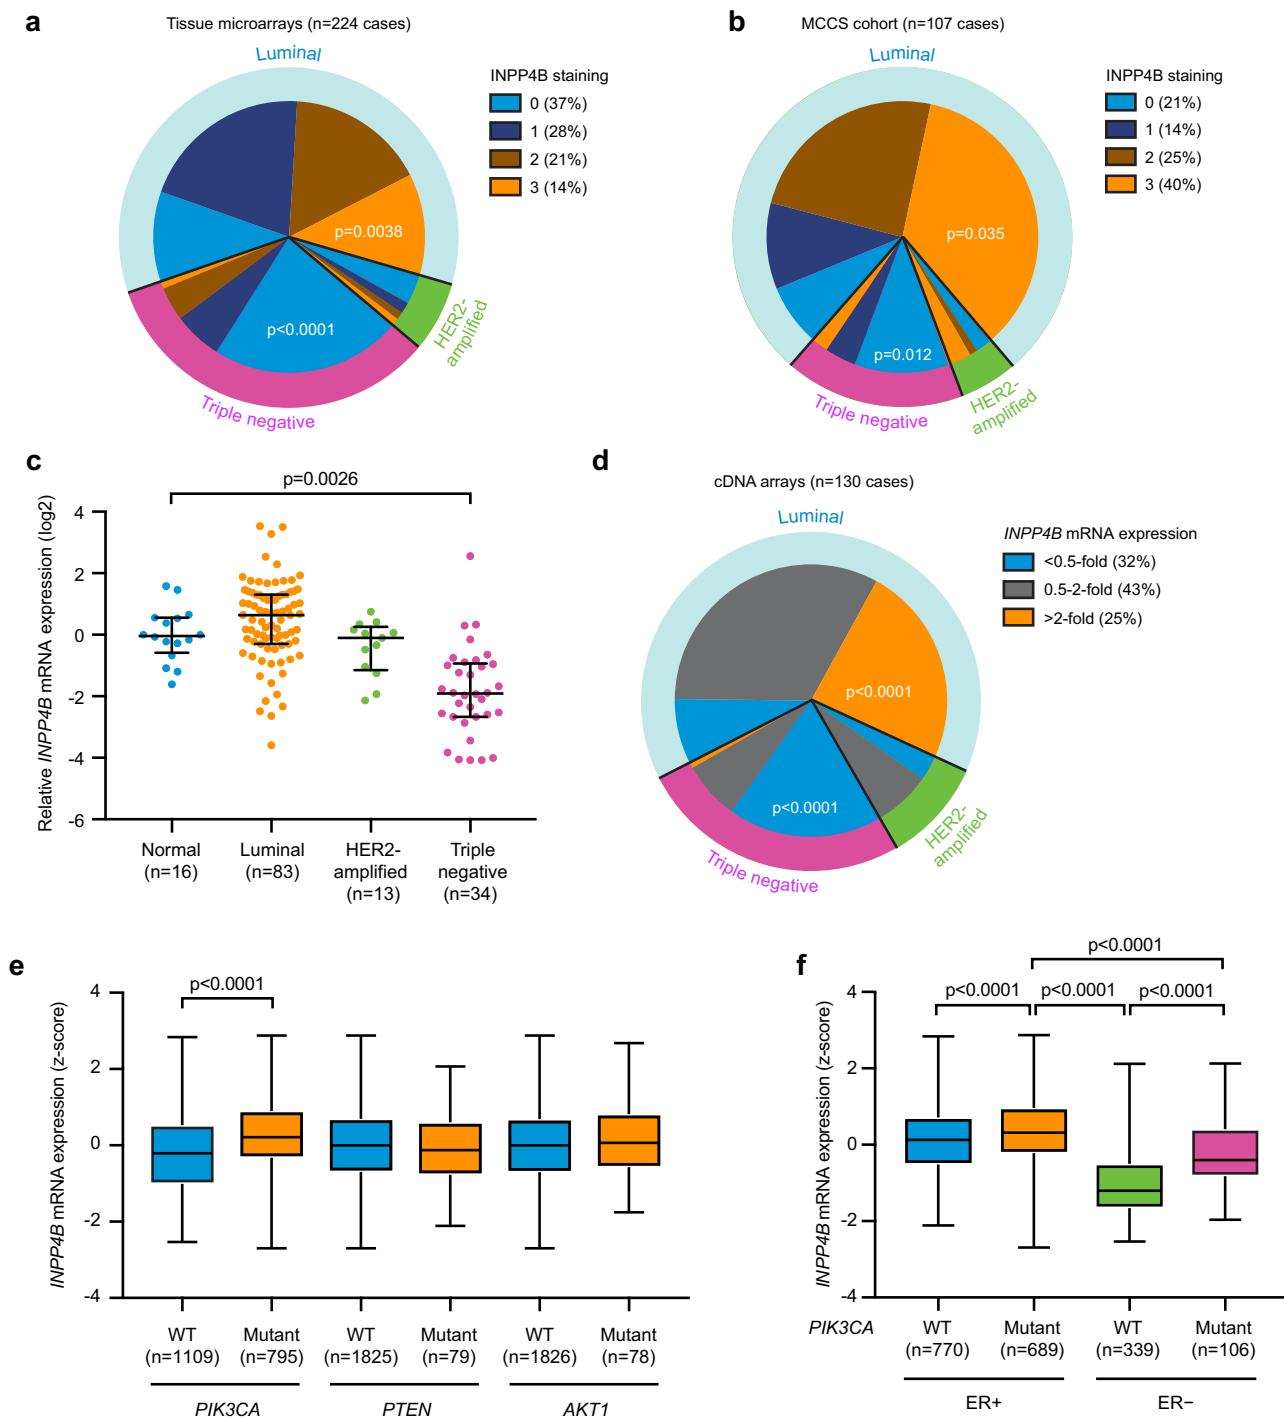 a
Tissue microarrays (n=224 cases)
Luminal
INPP4B staining
0 (37%)
1 (28%)
2 (21%)
3 (14%)
p=0.0038
p<0.0001
HER2-
amplified
Triple negative
b
MCCS cohort (n=107 cases)
Luminal
INPP4B staining
0 (21%)
1 (14%)
2 (25%)
3 (40%)
p=0.035
p=0.012
HER2-
amplified
Triple negative
c
p=0.0026
Relative INPP4B mRNA expression (log2)
4
2
0
-2
-4
-6
Normal
(n=16)
Luminal
(n=83)
HER2-
amplified
(n=13)
Triple
negative
(n=34)
d
cDNA arrays (n=130 cases)
Luminal
INPP4B mRNA expression
<0.5-fold (32%)
0.5-2-fold (43%)
>2-fold (25%)
p<0.0001
p<0.0001
HER2-
amplified
Triple negative
e
p<0.0001
INPP4B mRNA expression (z-score)
4
2
0
-2
-4
WT
(n=1109)
Mutant
(n=795)
WT
(n=1825)
Mutant
(n=79)
WT
(n=1826)
Mutant
(n=78)
PIK3CA
PTEN
AKT1
f
p<0.0001
p<0.0001
p<0.0001
p<0.0001
INPP4B mRNA expression (z-score)
4
2
0
-2
-4
PIK3CA
WT
(n=770)
Mutant
(n=689)
WT
(n=339)
Mutant
(n=106)
ER+
ER−